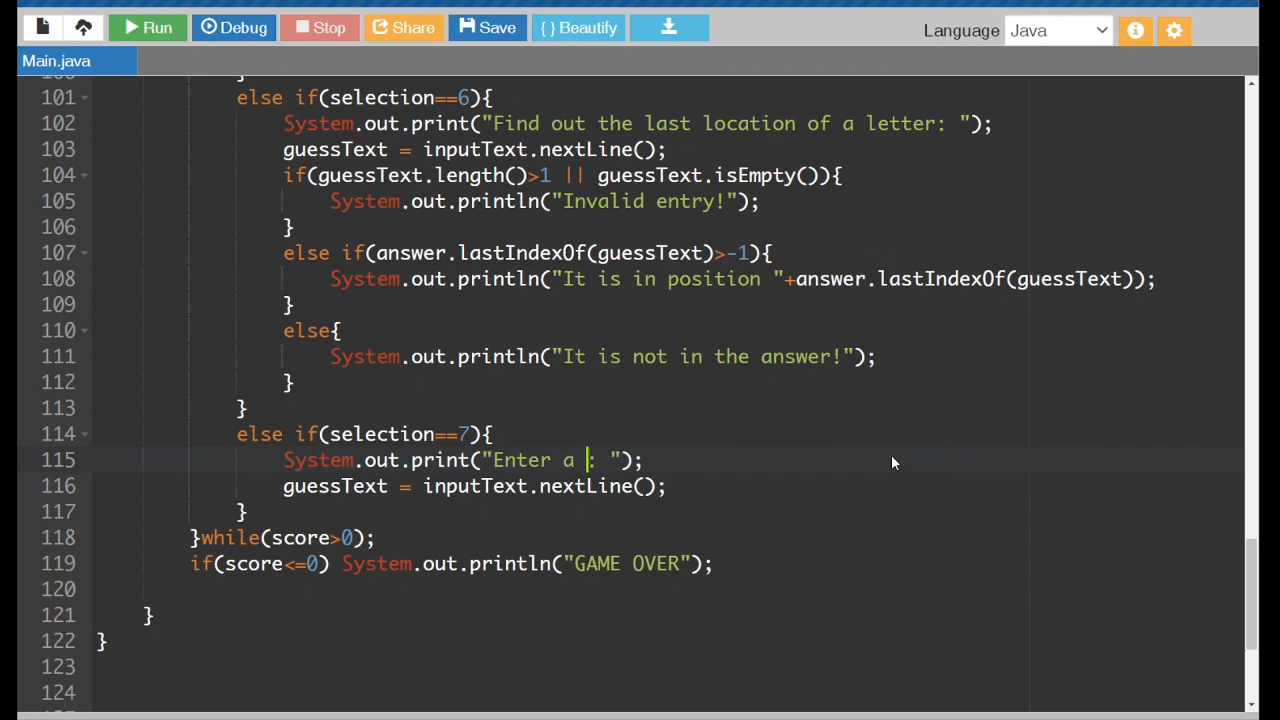 Run Debug Stop Share Save { } Beautify
Language Java
Main.java
101 else if(selection==6){
102 System.out.print("Find out the last location of a letter: ");
103 guessText = inputText.nextLine();
104 if(guessText.length()>1 || guessText.isEmpty()){
105 System.out.println("Invalid entry!");
106 }
107 else if(answer.lastIndexOf(guessText)>-1){
108 System.out.println("It is in position "+answer.lastIndexOf(guessText));
109 }
110 else{
111 System.out.println("It is not in the answer!");
112 }
113 }
114 else if(selection==7){
115 System.out.print("Enter a : ");
116 guessText = inputText.nextLine();
117 }
118 }while(score>0);
119 if(score<=0) System.out.println("GAME OVER");
120
121 }
122 }
123
124